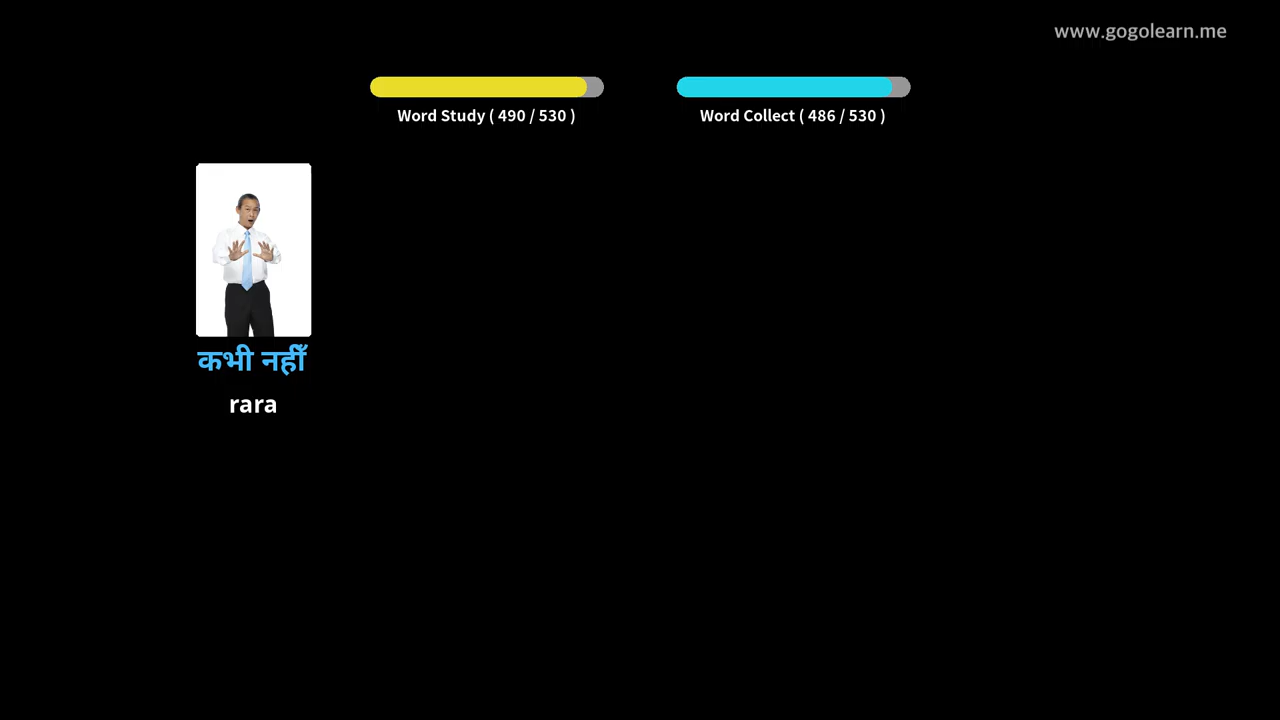 www.gogolearn.me
Word Study ( 490 / 530 )
Word Collect ( 486 / 530 )
कभी नहीँ
rara